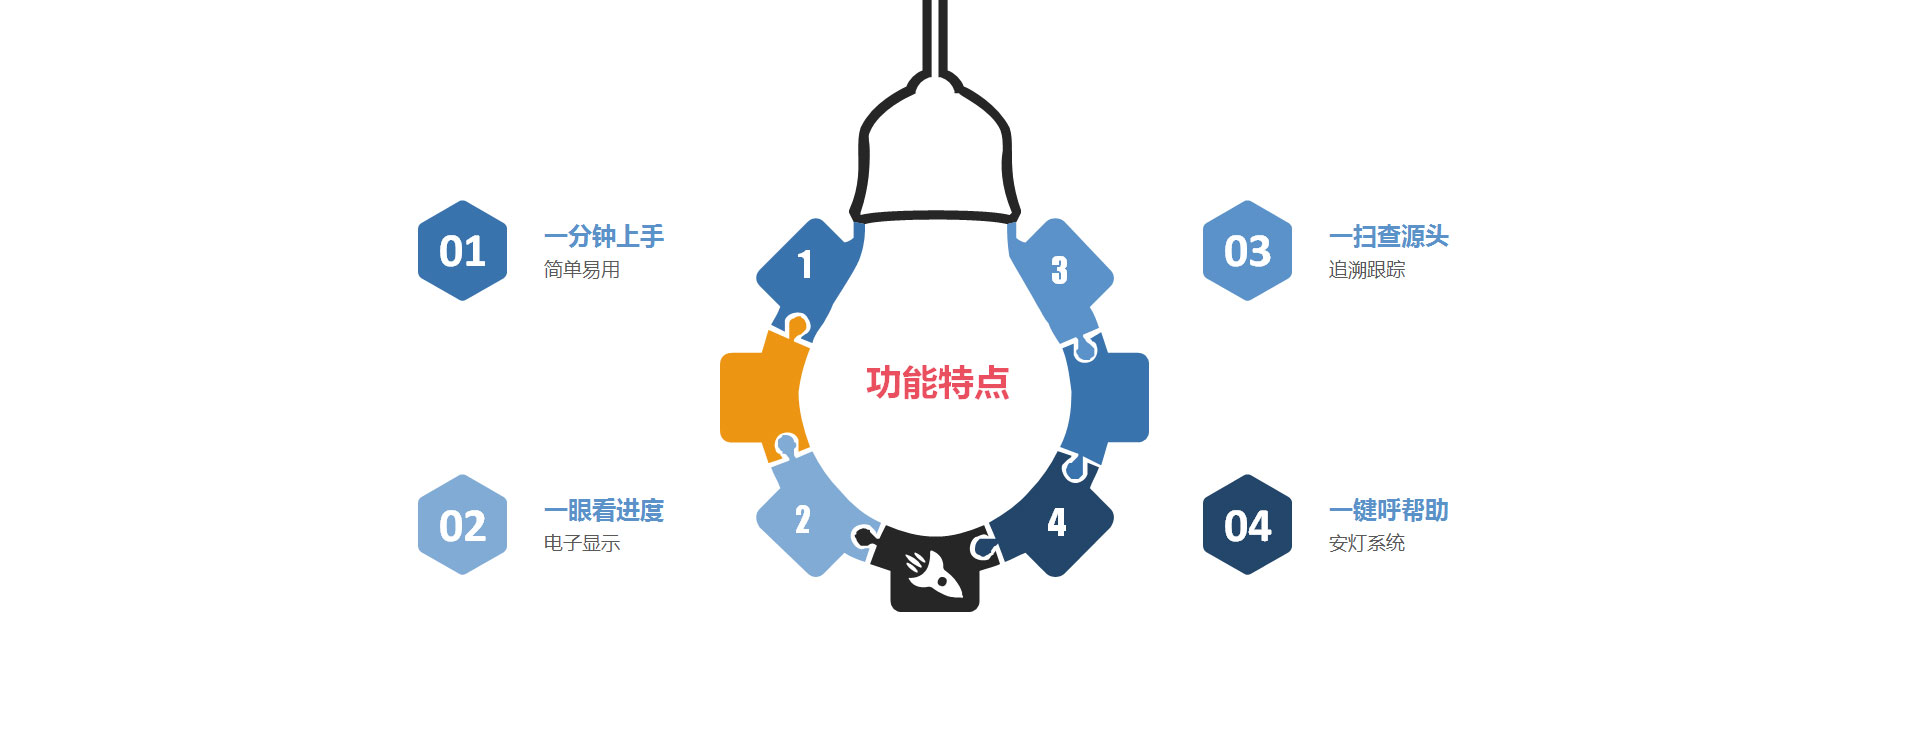 01
一分钟上手
简单易用
02
一眼看进度
电子显示
1
2
功能特点
3
4
03
一扫查源头
追溯跟踪
04
一键呼帮助
安灯系统